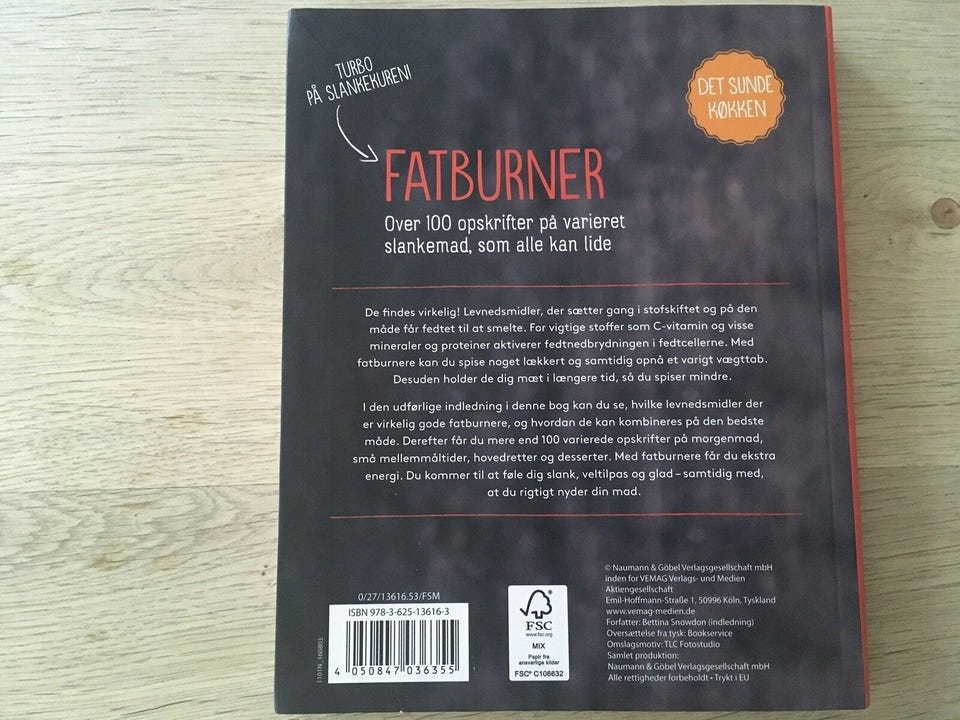 TURBO
PÅ SLANKEKUREN!
DET SUNDE
KØKKEN
FATBURNER
Over 100 opskrifter på varieret
slankemad, som alle kan lide
De findes virkelig! Levnedsmidler, der sætter gang i stofskiftet og på den
måde får fedtet til at smelte. For vigtige stoffer som C-vitamin og visse
mineraler og proteiner aktiverer fedtnedbrydningen i fedtcellerne. Med
fatburnere kan du spise noget lækkert og samtidig opnå et varigt vægttab.
Desuden holder de dig mæt i længere tid, så du spiser mindre.
I den udførlige indledning i denne bog kan du se, hvilke levnedsmidler der
er virkelig gode fatburnere, og hvordan de kan kombineres på den bedste
måde. Derefter får du mere end 100 varierede opskrifter på morgenmad,
små mellemmåltider, hovedretter og desserter. Med fatburnere får du ekstra
energi. Du kommer til at føle dig slank, veltilpas og glad – samtidig med,
at du rigtigt nyder din mad.
0/27/13616.53/FSM
ISBN 978-3-625-13616-3
4 050847 036355
1101N_160803
FSC
www.fsc.org
MIX
Papir fra
ansvarlige kilder
FSC® C106632
© Naumann & Göbel Verlagsgesellschaft mbH
inden for VEMAG Verlags- und Medien
Aktiengesellschaft
Emil-Hoffmann-Straße 1, 50996 Köln, Tyskland
www.vemag-medien.de
Forfatter: Bettina Snowdon (indledning)
Oversættelse fra tysk: Bookservice
Omslagsmotiv: TLC Fotostudio
Samlet produktion:
Naumann & Göbel Verlagsgesellschaft mbH
Alle rettigheder forbeholdt • Trykt i EU